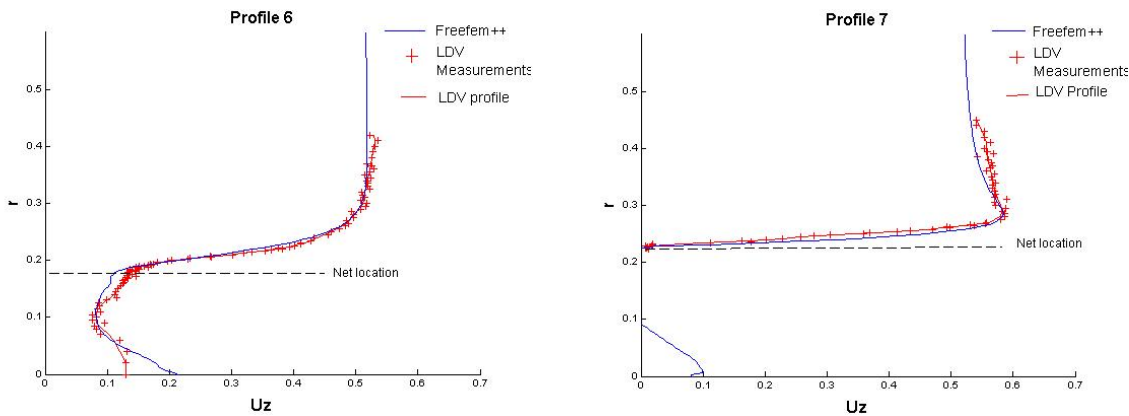 Profile 6
Freefem++
LDV
Measurements
LDV profile
0.5
0.4
0.3
0.2
0.1
0
r
Net location
0
0.1
0.2
0.3
0.4
0.5
0.6
0.7
Uz
Profile 7
Freefem++
LDV
Measurements
LDV Profile
0.5
0.4
0.3
0.2
0.1
0
r
Net location
0
0.1
0.2
0.3
0.4
0.5
0.6
0.7
Uz